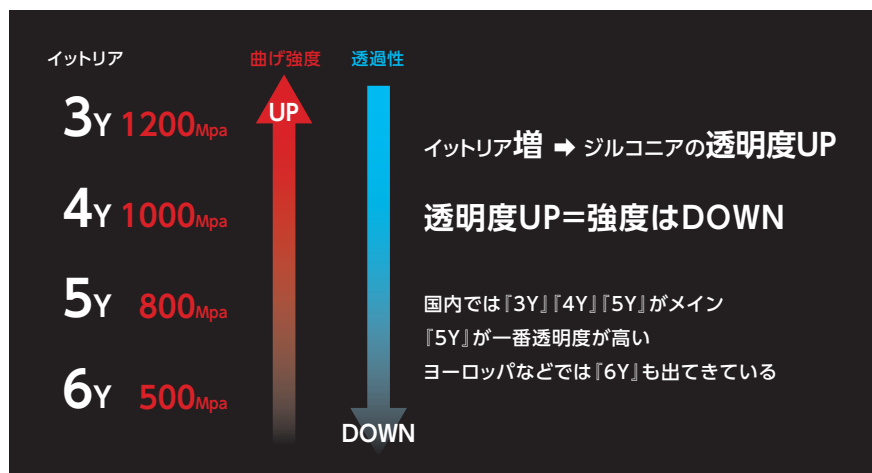 イットリア
曲げ強度
透過性
3Y 1200Mpa
4Y 1000Mpa
5Y 800Mpa
6Y 500Mpa
UP
DOWN
イットリア増 ➡ ジルコニアの透明度UP
透明度UP=強度はDOWN
国内では『3Y』『4Y』『5Y』がメイン
『5Y』が一番透明度が高い
ヨーロッパなどでは『6Y』も出てきている